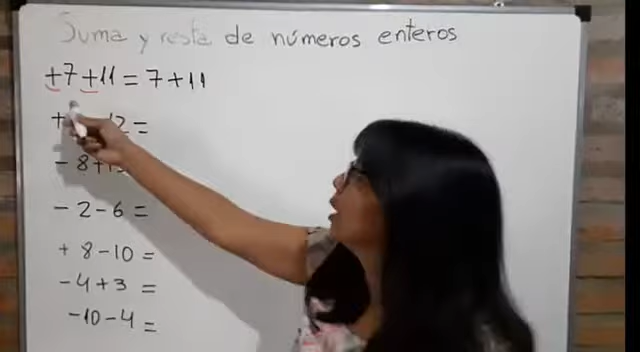 Suma y resta de números enteros
+7+11 = 7+11
+ 12 =
- 8+1
- 2 - 6 =
+ 8 - 10 =
- 4 + 3 =
- 10 - 4 =